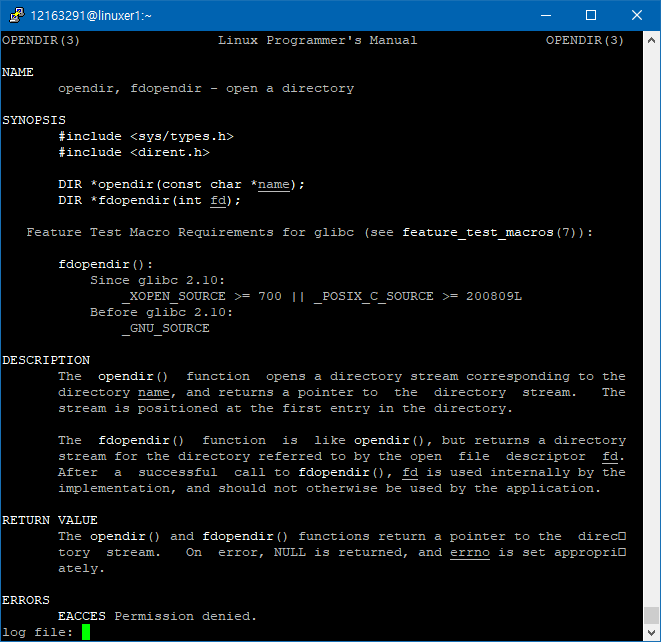 12163291@linuxer1:~
OPENDIR(3) Linux Programmer's Manual OPENDIR(3)
NAME
opendir, fdopendir - open a directory
SYNOPSIS
#include <sys/types.h>
#include <dirent.h>
DIR *opendir(const char *name);
DIR *fdopendir(int fd);
Feature Test Macro Requirements for glibc (see feature_test_macros(7)):
fdopendir():
Since glibc 2.10:
_XOPEN_SOURCE >= 700 || _POSIX_C_SOURCE >= 200809L
Before glibc 2.10:
_GNU_SOURCE
DESCRIPTION
The opendir() function opens a directory stream corresponding to the
directory name, and returns a pointer to the directory stream. The
stream is positioned at the first entry in the directory.
The fdopendir() function is like opendir(), but returns a directory
stream for the directory referred to by the open file descriptor fd.
After a successful call to fdopendir(), fd is used internally by the
implementation, and should not otherwise be used by the application.
RETURN VALUE
The opendir() and fdopendir() functions return a pointer to the direc□
tory stream. On error, NULL is returned, and errno is set appropri□
ately.
ERRORS
EACCES Permission denied.
log file: